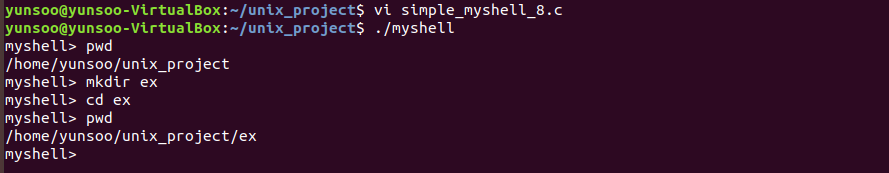 yunsoo@yunsoo-VirtualBox:~/unix_project$ vi simple_myshell_8.c
yunsoo@yunsoo-VirtualBox:~/unix_project$ ./myshell
myshell> pwd
/home/yunsoo/unix_project
myshell> mkdir ex
myshell> cd ex
myshell> pwd
/home/yunsoo/unix_project/ex
myshell>